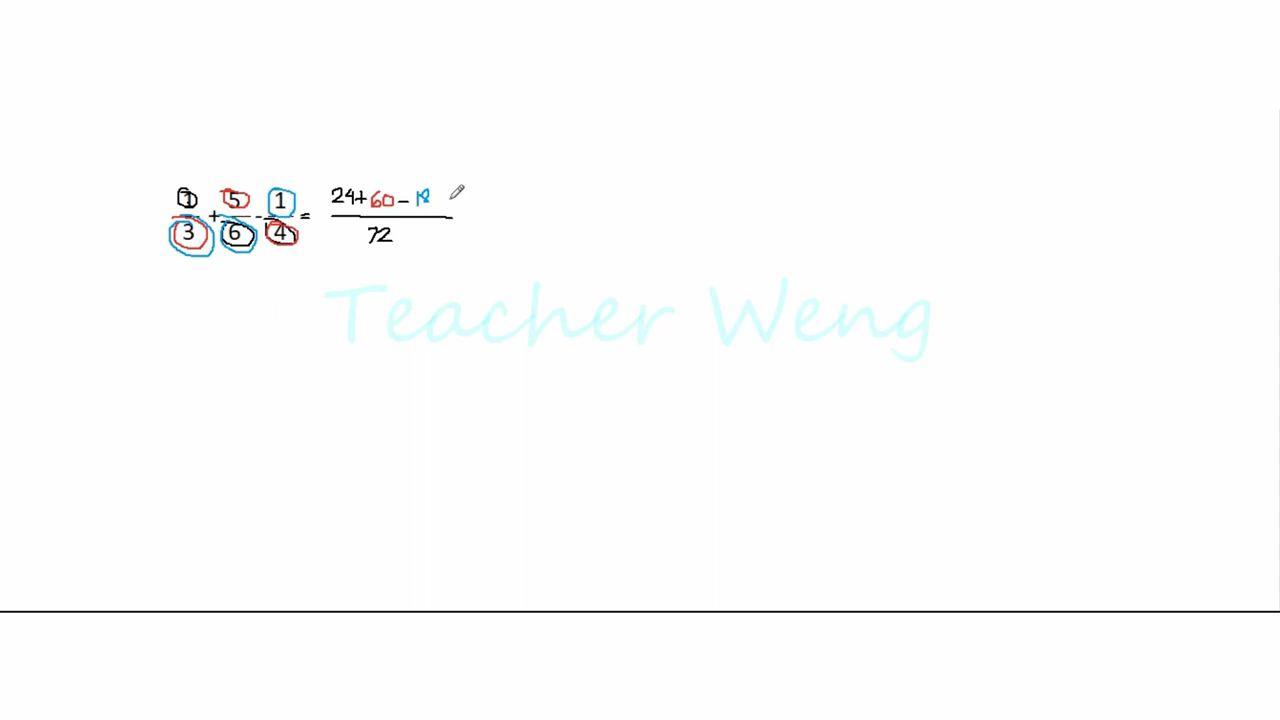 1/3 + 5/6 - 1/4 = (24+60-18)/72
Teacher Weng